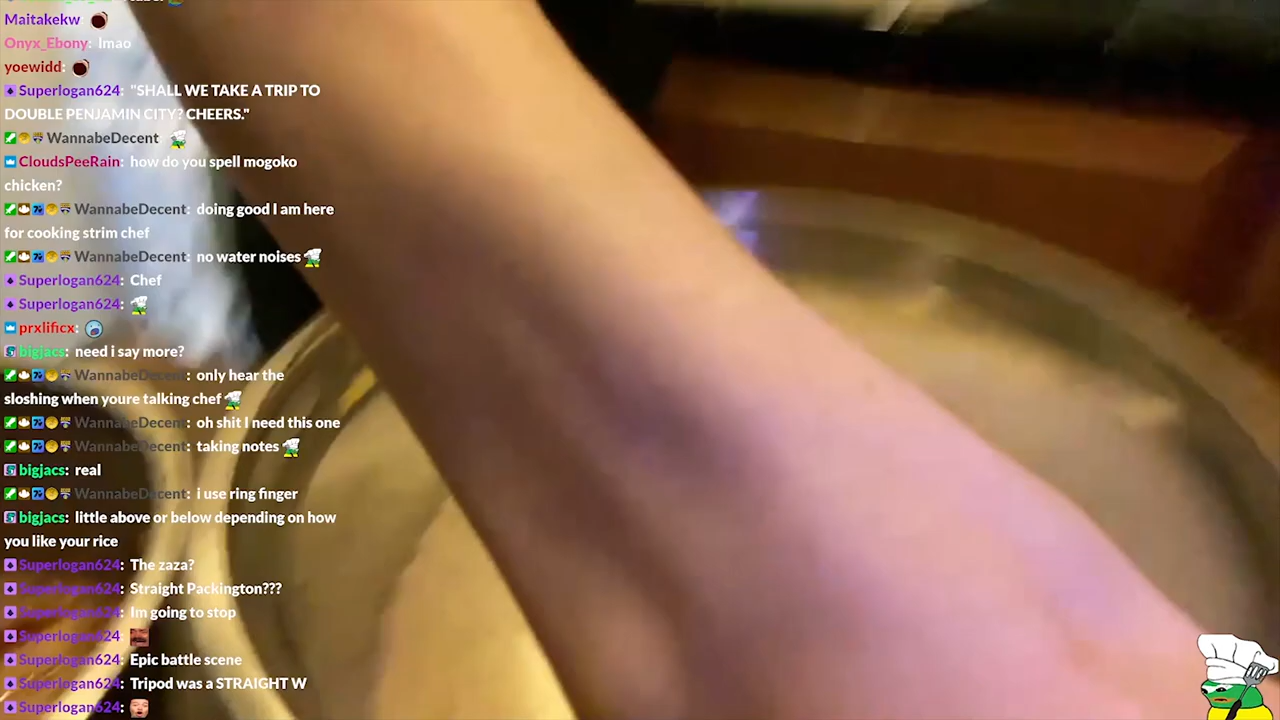 Maitakekw
Onyx_Ebony: lmao
yoewidd:
Superlogan624: "SHALL WE TAKE A TRIP TO
DOUBLE PENJAMIN CITY? CHEERS."
WannabeDecent
CloudsPeeRain: how do you spell mogoko
chicken?
WannabeDecent: doing good I am here
for cooking strim chef
WannabeDecent: no water noises
Superlogan624: Chef
Superlogan624:
prxlificx:
bigjacs: need i say more?
WannabeDecent: only hear the
sloshing when youre talking chef
WannabeDecent: oh shit I need this one
WannabeDecent: taking notes
bigjacs: real
WannabeDecent: i use ring finger
bigjacs: little above or below depending on how
you like your rice
Superlogan624: The zaza?
Superlogan624: Straight Packington???
Superlogan624: Im going to stop
Superlogan624
Superlogan624: Epic battle scene
Superlogan624: Tripod was a STRAIGHT W
Superlogan624: